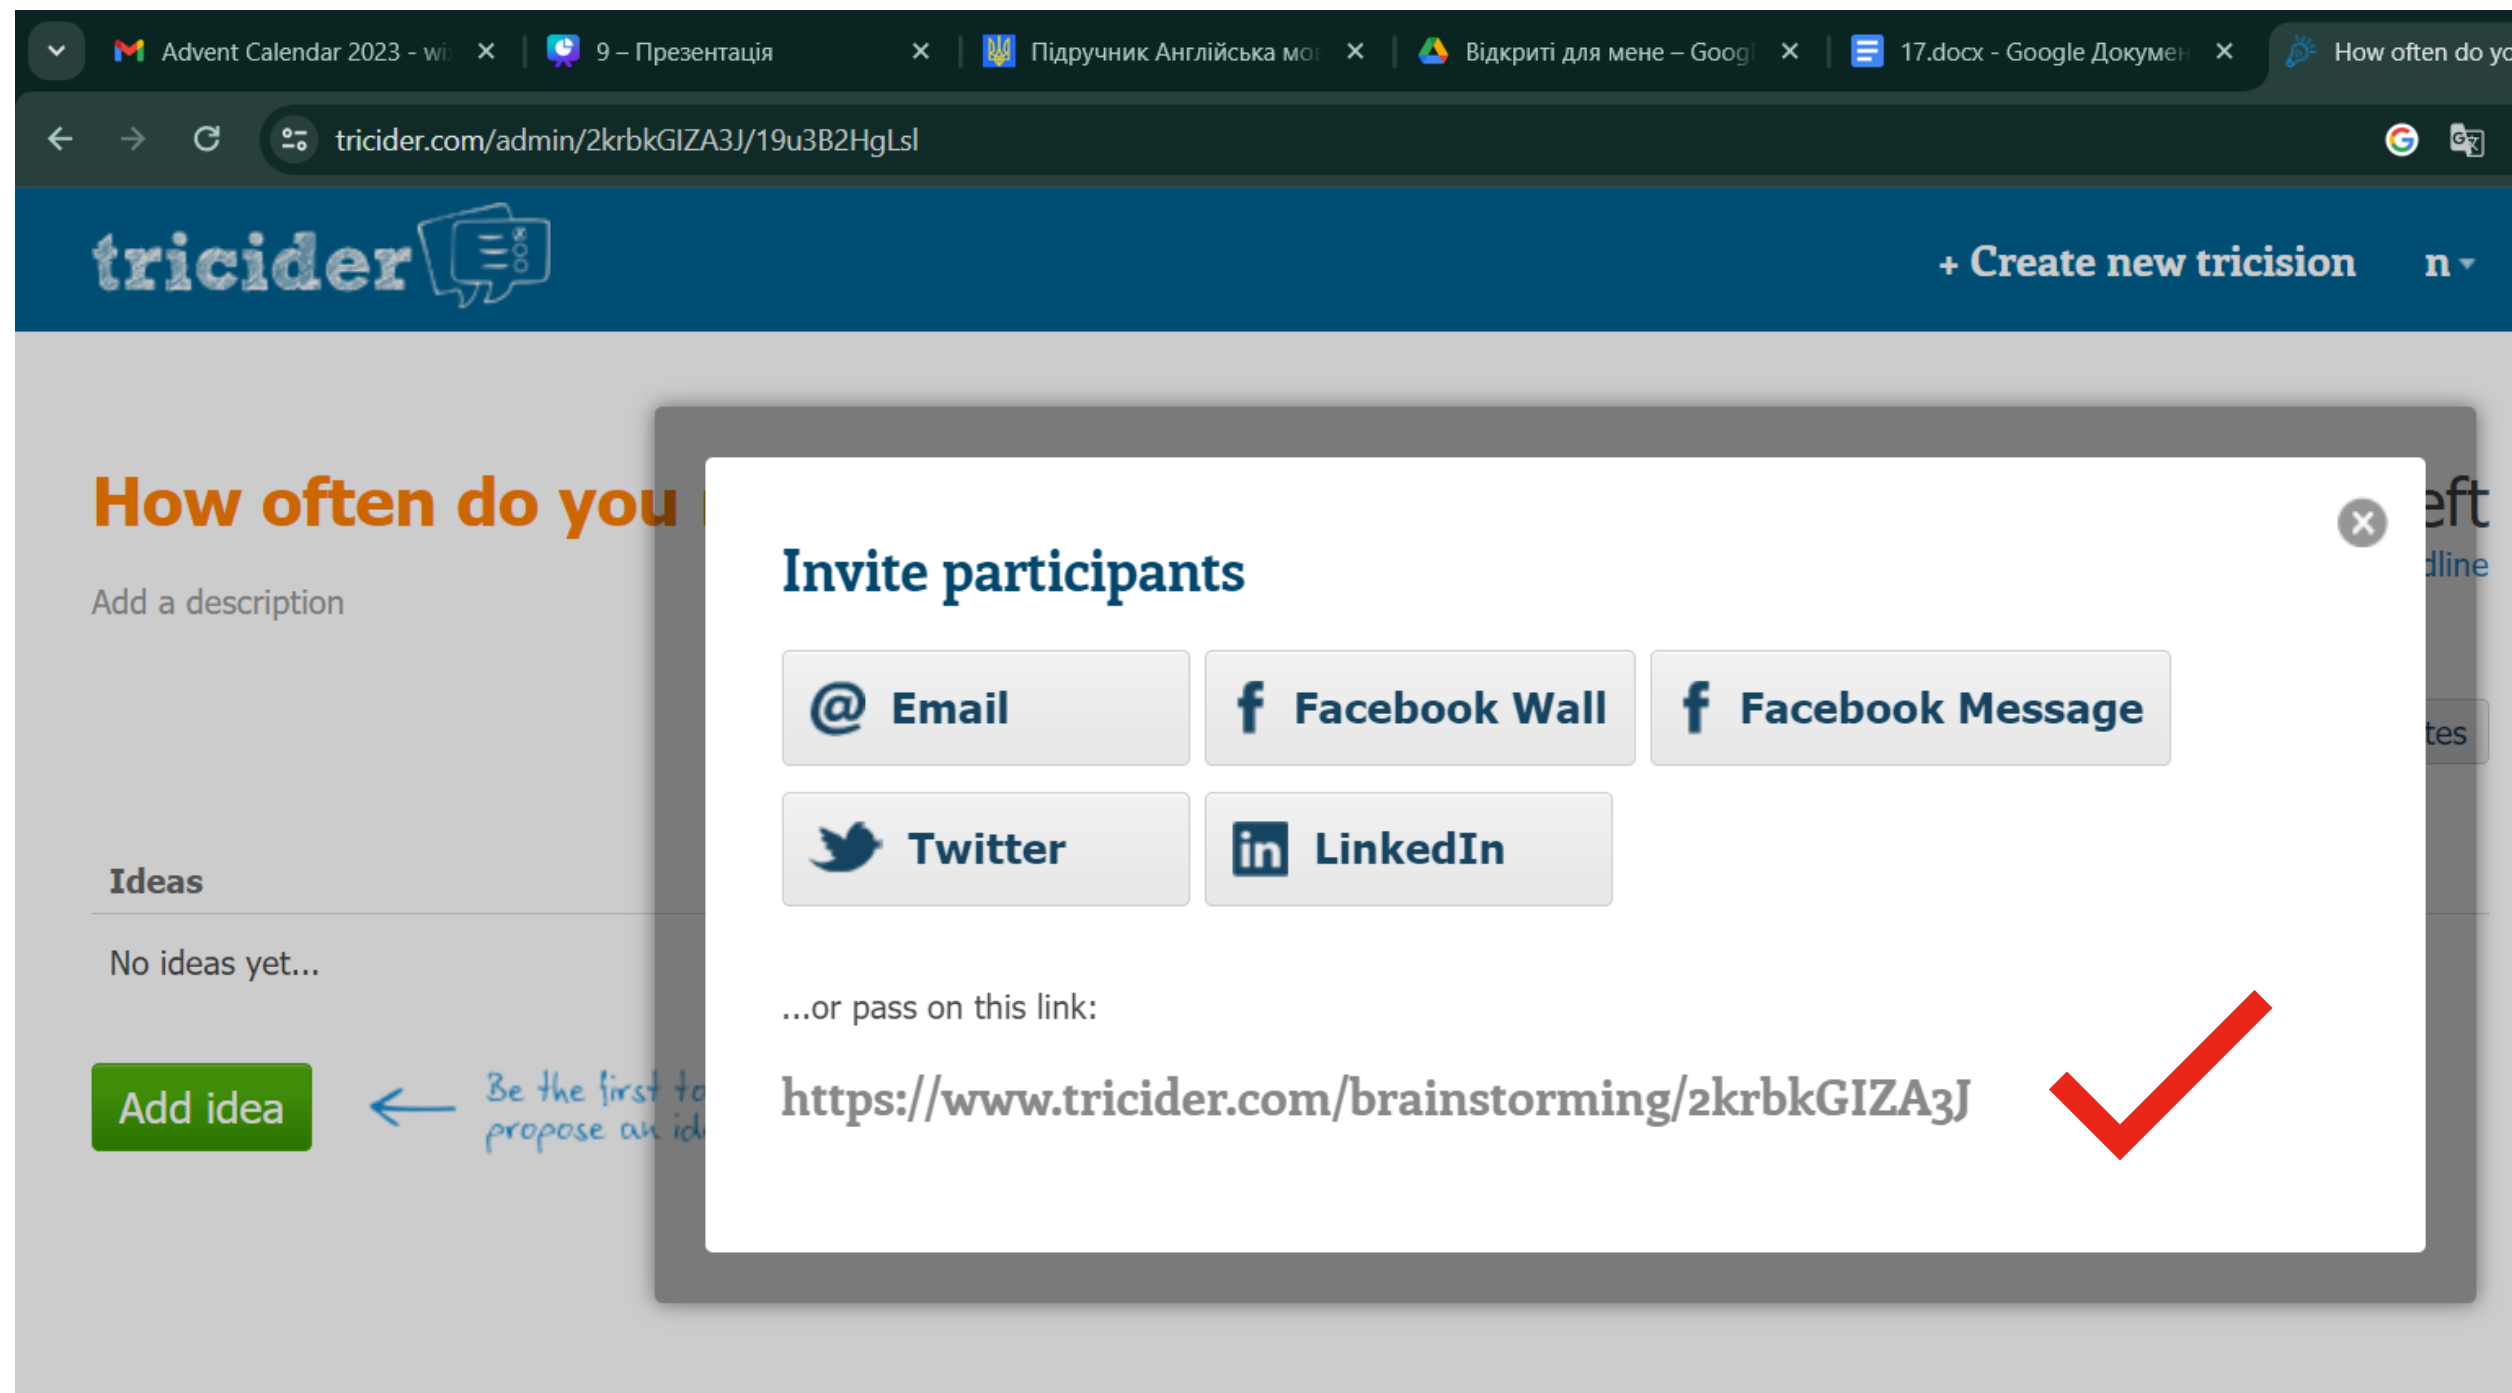 Advent Calendar 2023 - wi
9 – Презентація
Підручник Англійська мо
Відкриті для мене – Googl
17.docx - Google Докумен
How often do yo
tricider.com/admin/2krbkGIZA3J/19u3B2HgLsl
tricider
+ Create new tricision
n
How often do you
eft
dline
Add a description
Invite participants
@ Email
Facebook Wall
Facebook Message
tes
Twitter
LinkedIn
Ideas
No ideas yet...
...or pass on this link:
https://www.tricider.com/brainstorming/2krbkGIZA3J
Add idea
Be the first to
propose an id